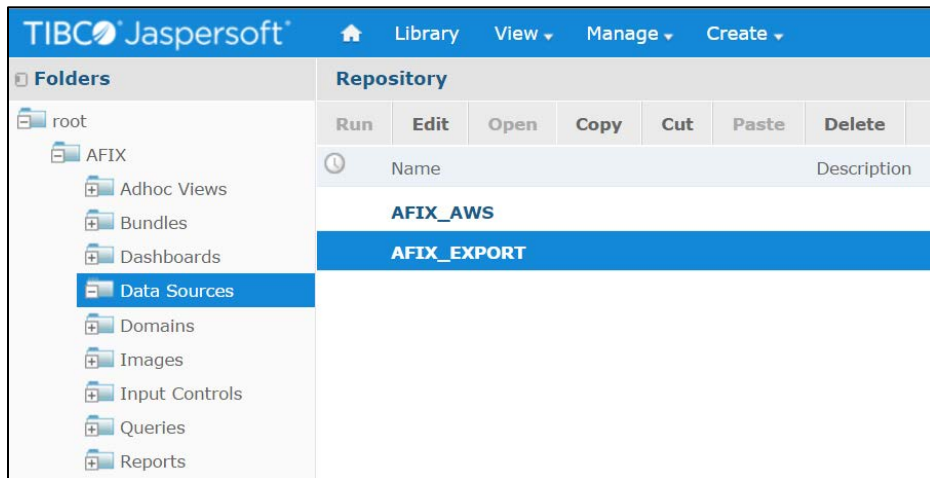 TIBCO Jaspersoft® Library View Manage Create
Folders
root
AFIX
Adhoc Views
Bundles
Dashboards
Data Sources
Domains
Images
Input Controls
Queries
Reports
Repository
Run Edit Open Copy Cut Paste Delete
Name Description
AFIX_AWS
AFIX_EXPORT